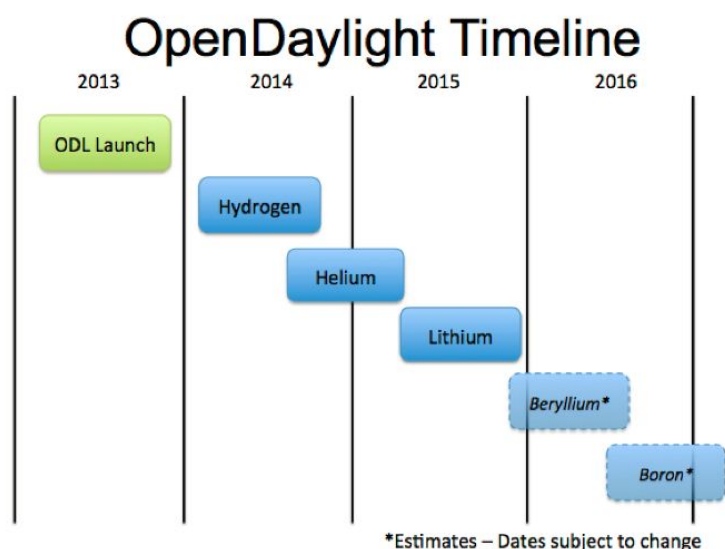 OpenDaylight Timeline
2013 2014 2015 2016
ODL Launch
Hydrogen
Helium
Lithium
Beryllium*
Boron*
*Estimates – Dates subject to change